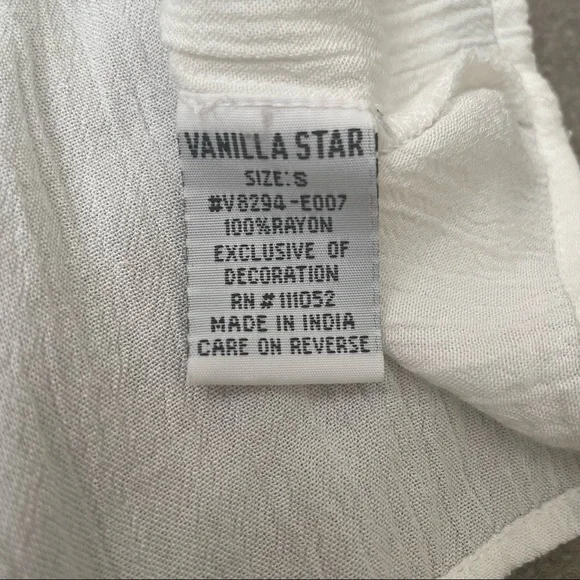 VANILLA STAR
SIZE:S
#V8294-E007
100%RAYON
EXCLUSIVE OF
DECORATION
RN # 111052
MADE IN INDIA
CARE ON REVERSE